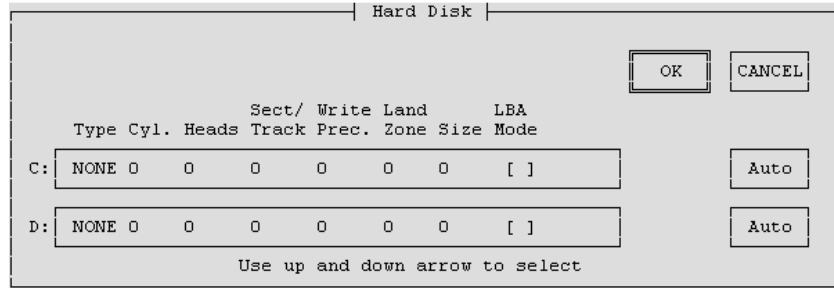 Hard Disk
OK CANCEL
Sect/ Write Land LBA
Type Cyl. Heads Track Prec. Zone Size Mode
C: NONE 0 0 0 0 0 0 [ ] Auto
D: NONE 0 0 0 0 0 0 [ ] Auto
Use up and down arrow to select